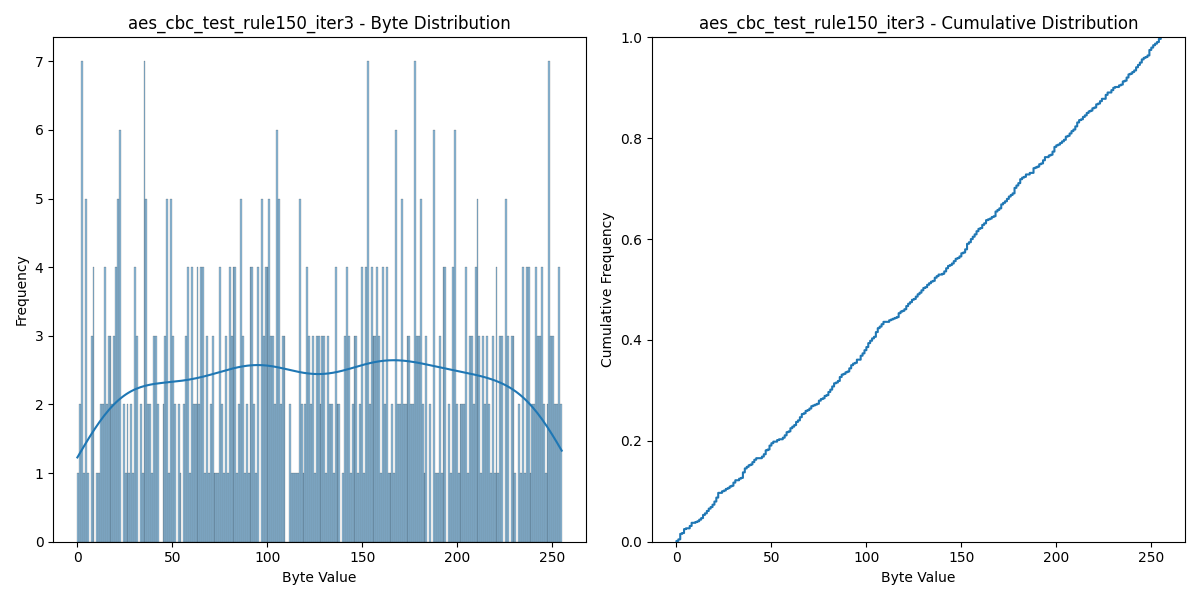 aes_cbc_test_rule150_iter3 - Byte Distribution
7
6
5
4
3
2
1
0
Frequency
0 50 100 150 200 250
Byte Value
aes_cbc_test_rule150_iter3 - Cumulative Distribution
1.0
0.8
0.6
0.4
0.2
0.0
Cumulative Frequency
0 50 100 150 200 250
Byte Value